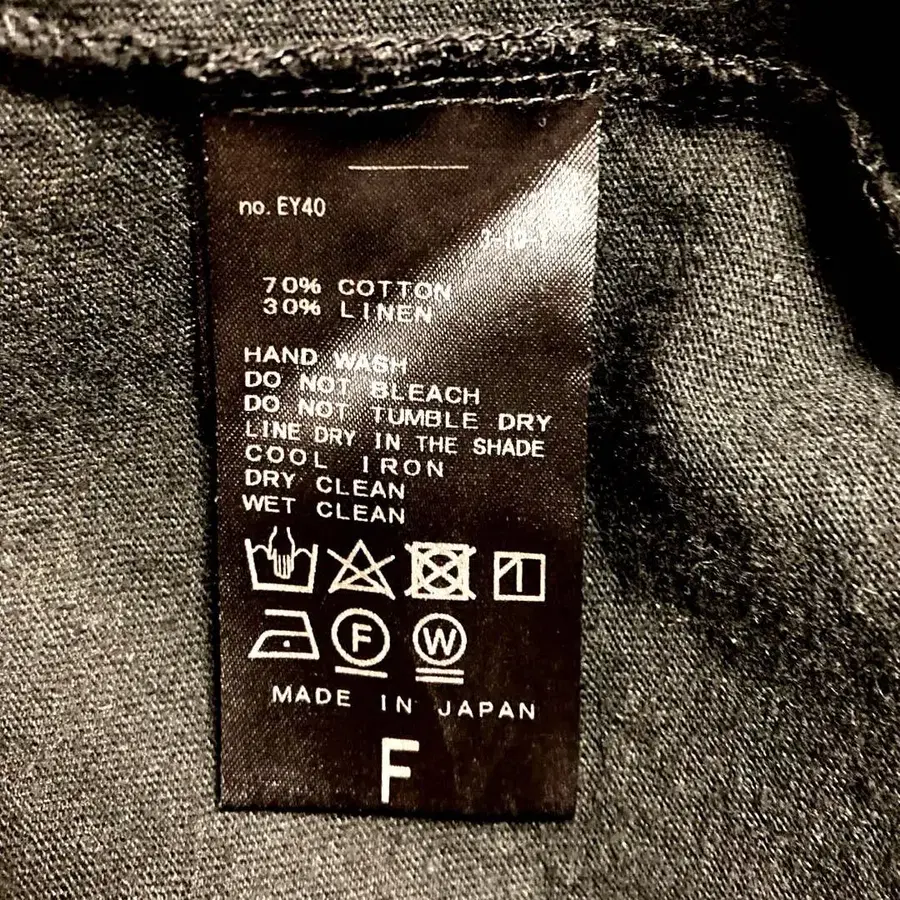 no. EY40
70% COTTON
30% LINEN
HAND WASH
DO NOT BLEACH
DO NOT TUMBLE DRY
LINE DRY IN THE SHADE
COOL IRON
DRY CLEAN
WET CLEAN
F W
MADE IN JAPAN
F